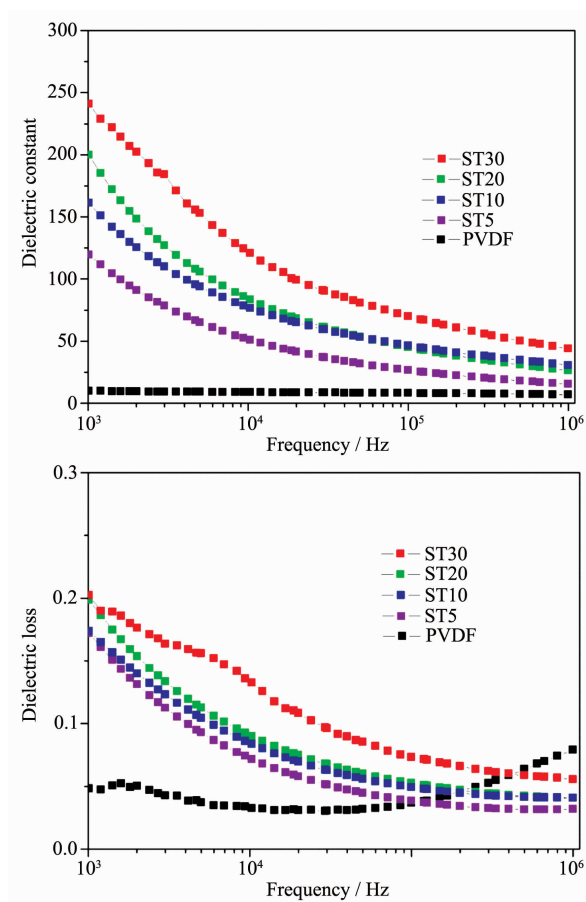 300
250
200
150
100
50
0
Dielectric constant
ST30
ST20
ST10
ST5
PVDF
10³ 10⁴ 10⁵ 10⁶
Frequency / Hz
0.3
0.2
0.1
0.0
Dielectric loss
ST30
ST20
ST10
ST5
PVDF
10³ 10⁴ 10⁶
Frequency / Hz